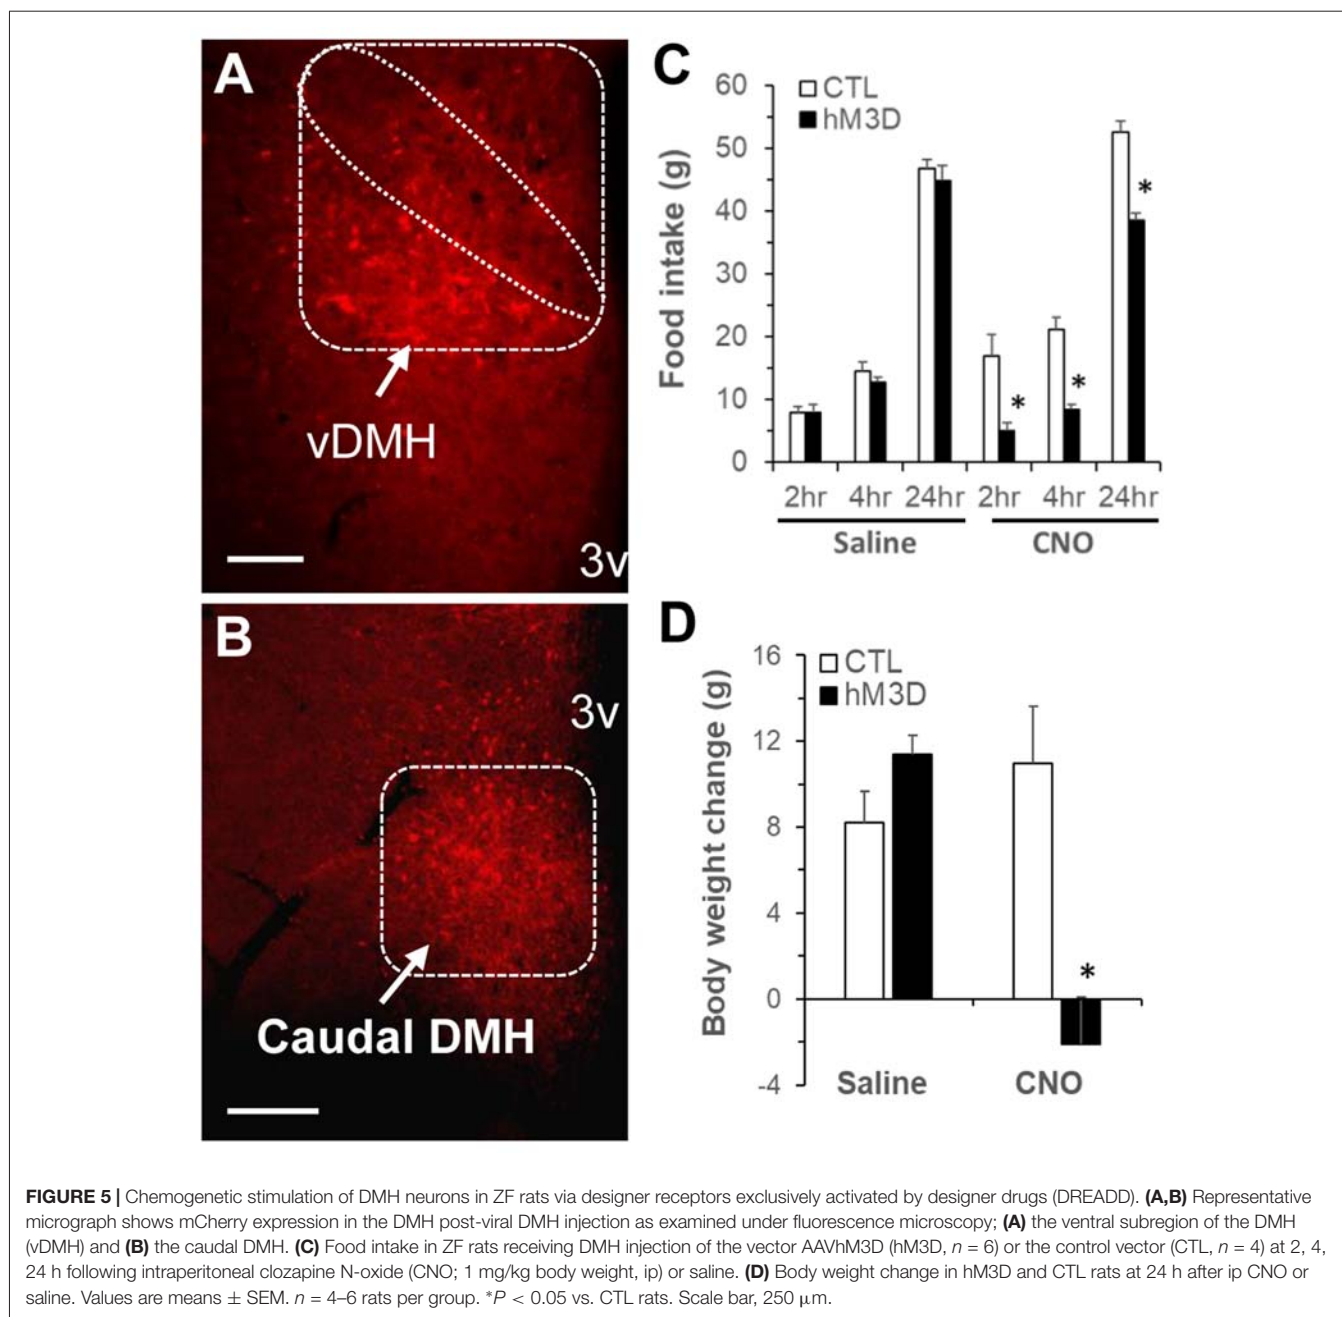 A
vDMH
3v
B
3v
Caudal DMH
C
CTL
hM3D
Food intake (g)
60
50
40
30
20
10
0
*
*
*
2hr 4hr 24hr 2hr 4hr 24hr
Saline CNO
D
CTL
hM3D
Body weight change (g)
16
12
8
4
0
-4
*
Saline CNO
FIGURE 5 | Chemogenetic stimulation of DMH neurons in ZF rats via designer receptors exclusively activated by designer drugs (DREADD). (A,B) Representative
micrograph shows mCherry expression in the DMH post-viral DMH injection as examined under fluorescence microscopy; (A) the ventral subregion of the DMH
(vDMH) and (B) the caudal DMH. (C) Food intake in ZF rats receiving DMH injection of the vector AAVhM3D (hM3D, n = 6) or the control vector (CTL, n = 4) at 2, 4,
24 h following intraperitoneal clozapine N-oxide (CNO; 1 mg/kg body weight, ip) or saline. (D) Body weight change in hM3D and CTL rats at 24 h after ip CNO or
saline. Values are means ± SEM. n = 4–6 rats per group. *P < 0.05 vs. CTL rats. Scale bar, 250 μm.